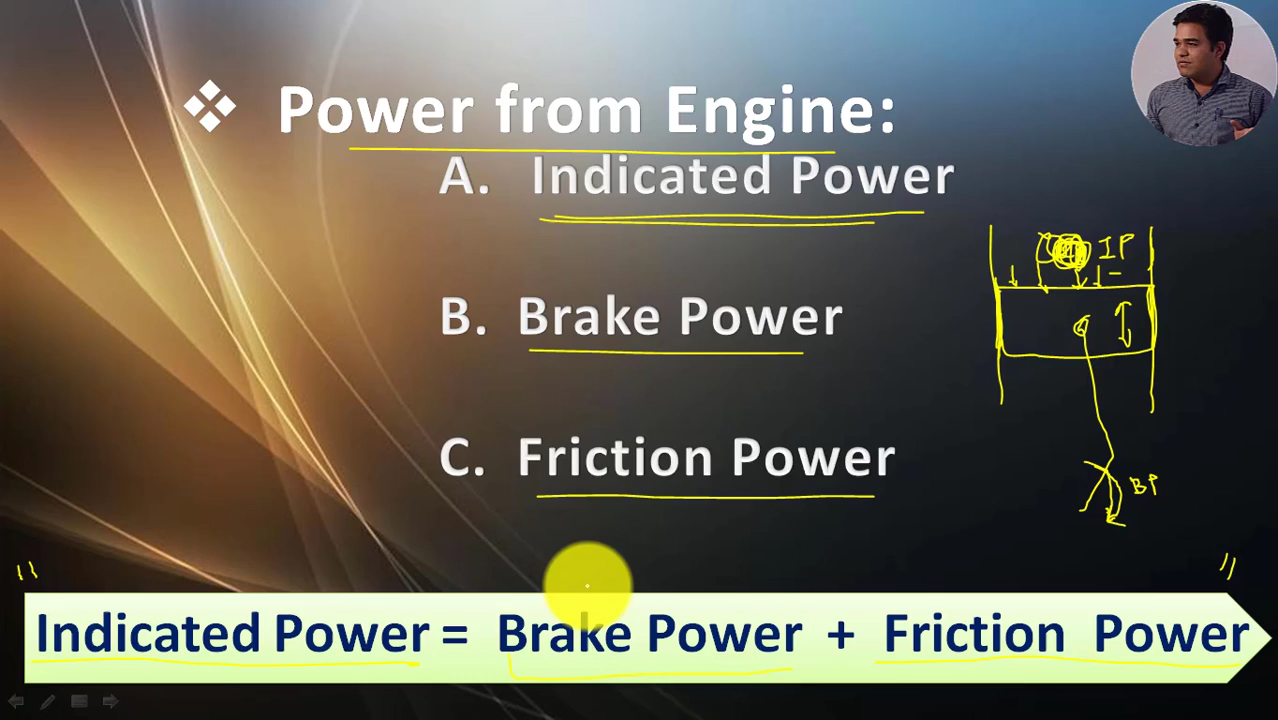 ❖ Power from Engine:
A. Indicated Power
IP
B. Brake Power
C. Friction Power
BP
" Indicated Power = Brake Power + Friction Power "